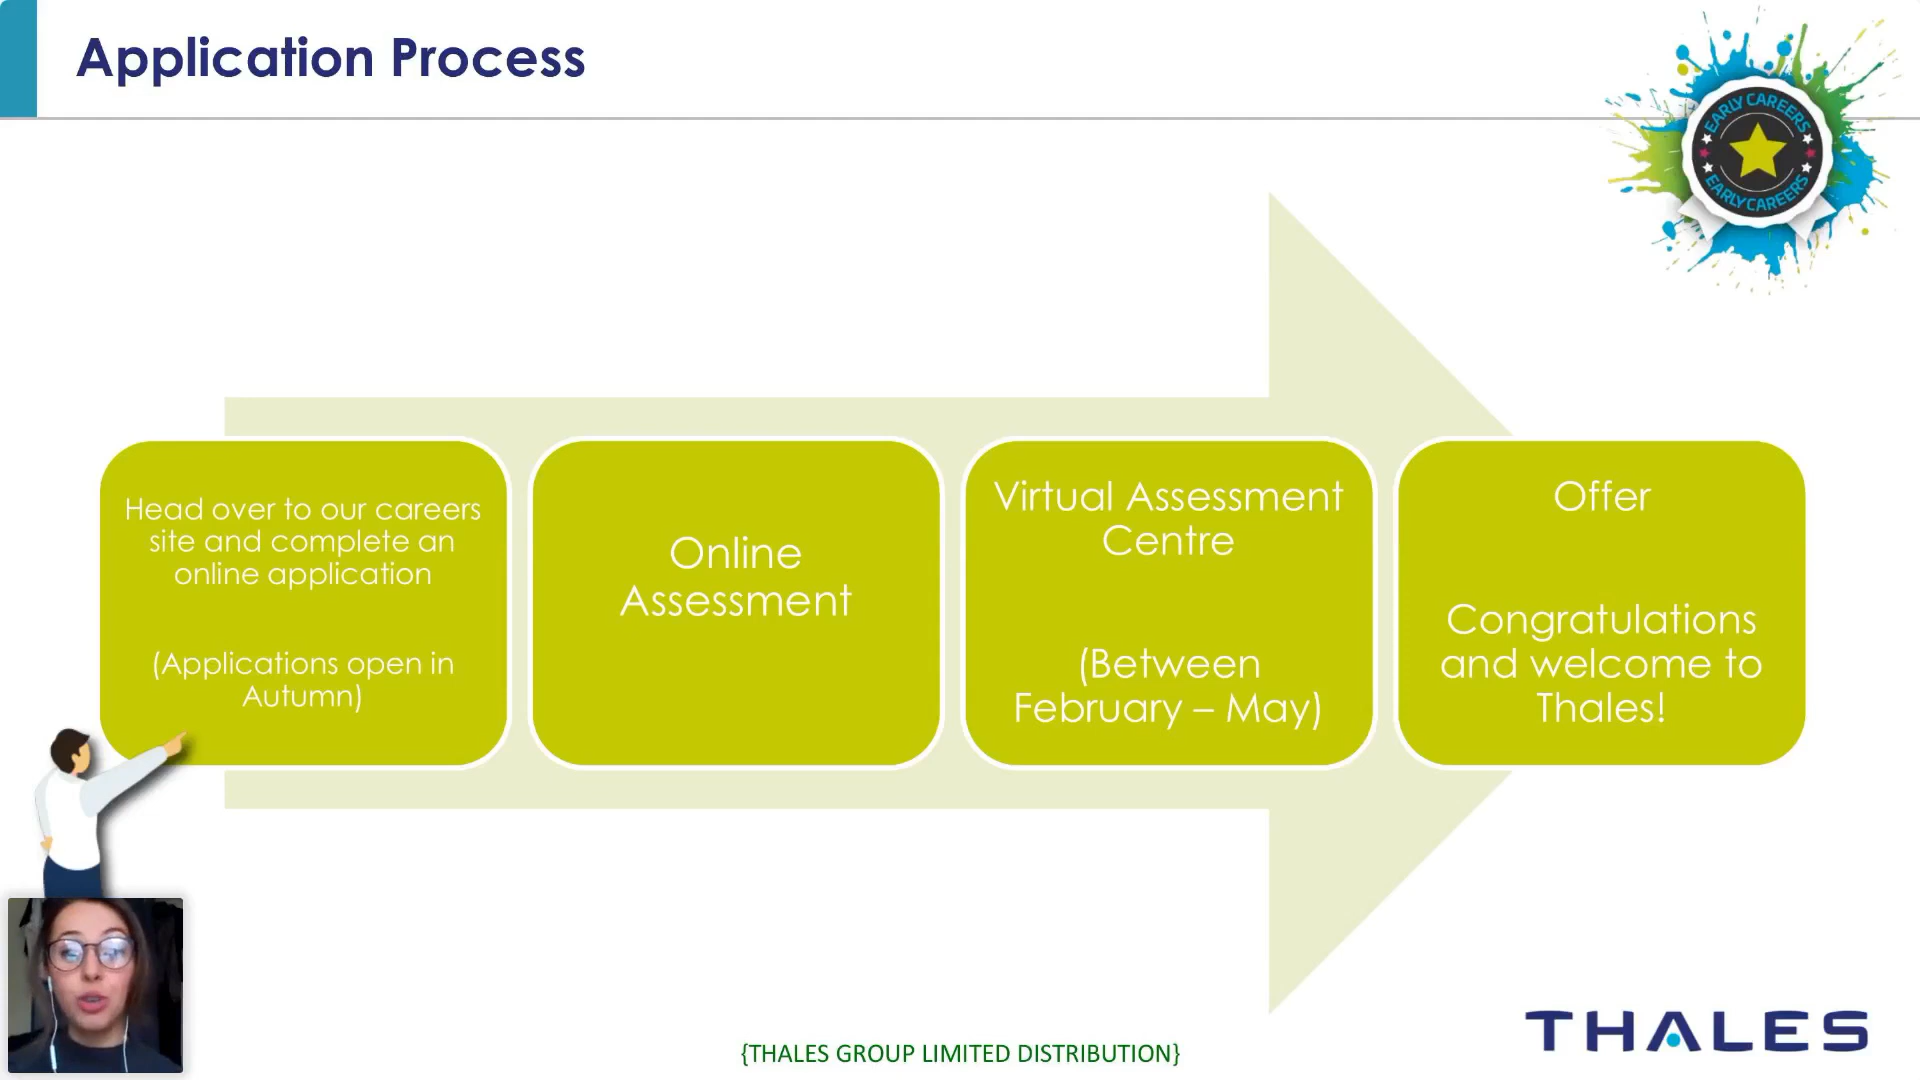 Application Process
EARLY CAREERS
EARLY CAREERS
Head over to our careers
site and complete an
online application
(Applications open in
Autumn)
Online
Assessment
Virtual Assessment
Centre
(Between
February – May)
Offer
Congratulations
and welcome to
Thales!
{THALES GROUP LIMITED DISTRIBUTION}
THALES